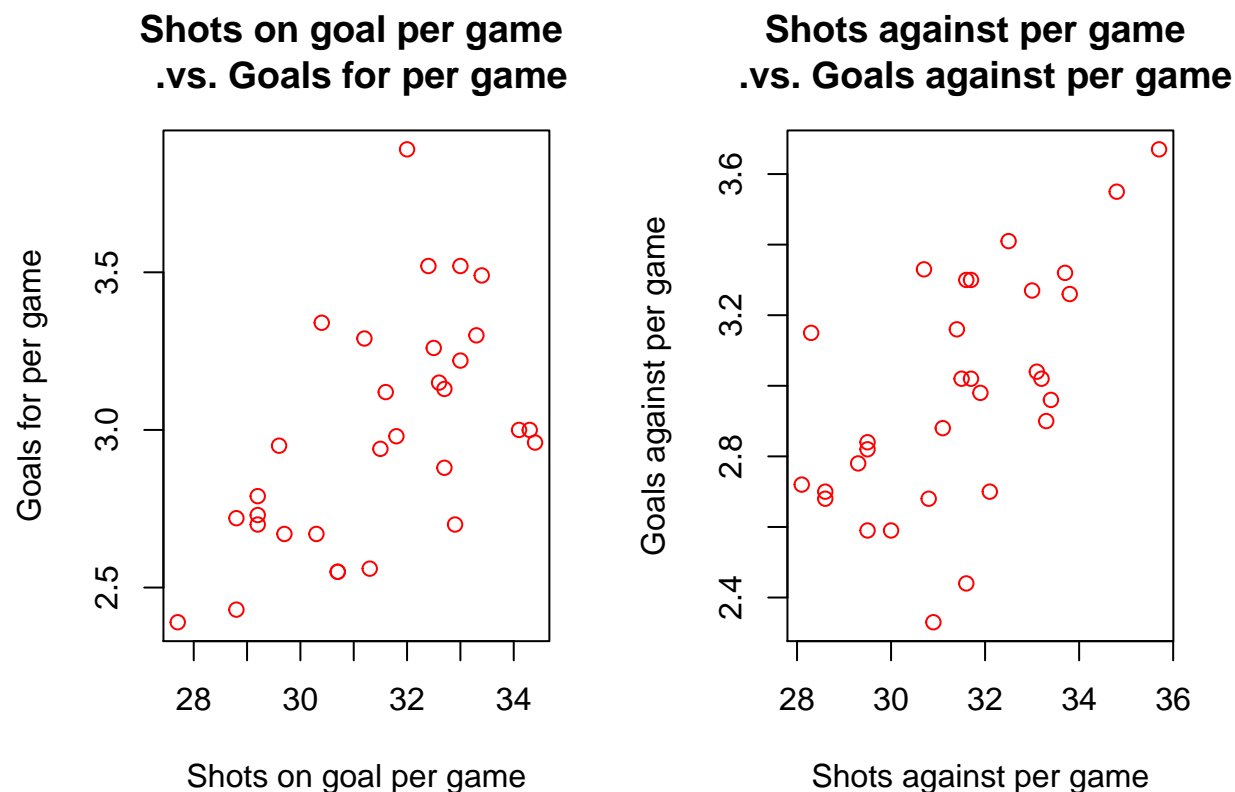 Shots on goal per game
.vs. Goals for per game
Goals for per game
3.5
3.0
2.5
28 30 32 34
Shots on goal per game
Shots against per game
.vs. Goals against per game
Goals against per game
3.6
3.2
2.8
2.4
28 30 32 34 36
Shots against per game